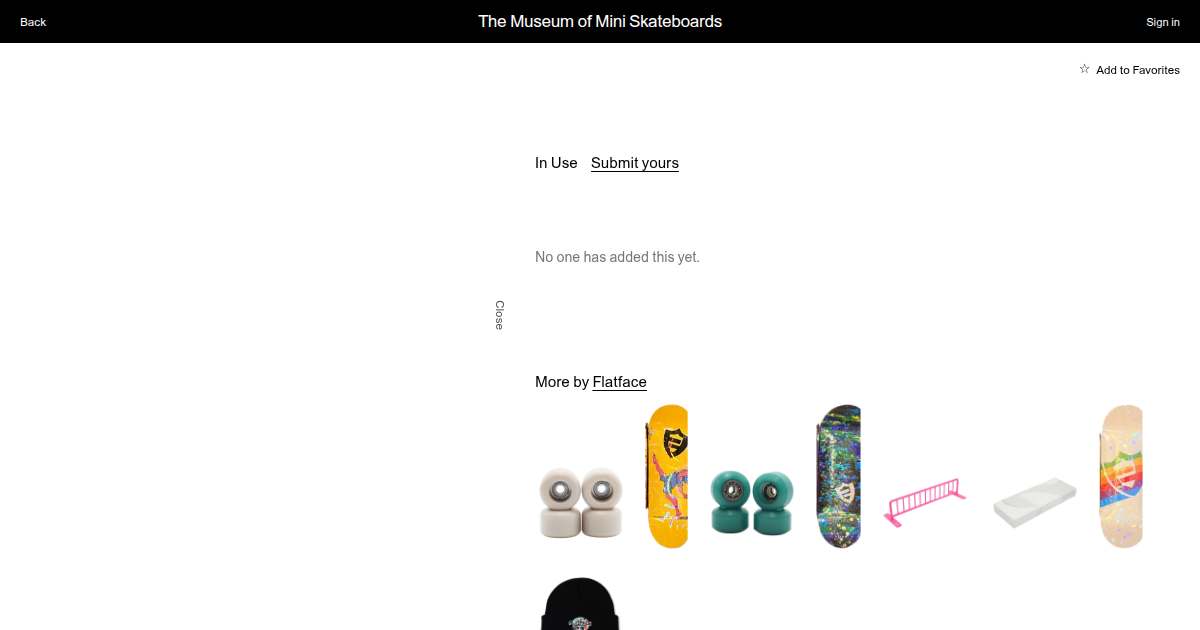 Back
The Museum of Mini Skateboards
Sign in
☆ Add to Favorites
In Use Submit yours
No one has added this yet.
Close
More by Flatface